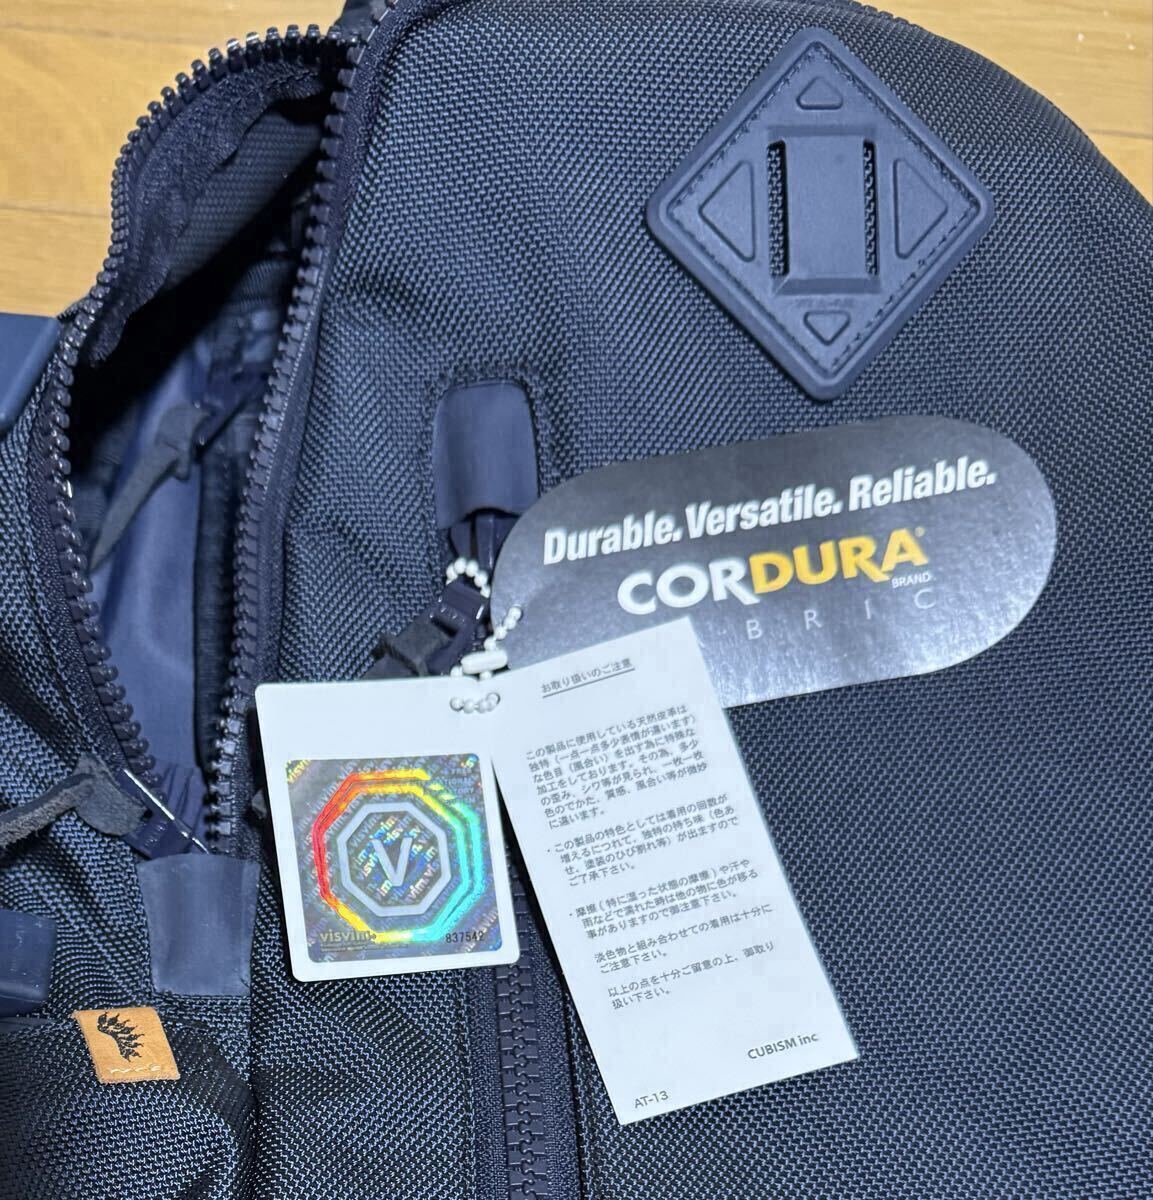 Durable. Versatile. Reliable.
CORDURA®
BRAND
BRIC
お取り扱いのご注意
この製品に使用している天然皮革は
独特（一点一点多少表情が違います）
な色目（風合い）を出す為に特殊な
加工をしております。その為、多少
の歪み、シワ等が見られ、一枚一枚
色のでかた、質感、風合い等が微妙
に違います。
・この製品の特色としては着用の回数が
増えるにつれて、独特の持ち味（色あ
せ、塗装のひび割れ等）が出ますので
ご了承下さい。
・摩擦（特に湿った状態の摩擦）や汗や
雨などで濡れた時は他の物に色が移る
事がありますので御注意下さい。
淡色物と組み合わせての着用は十分に
ご注意下さい。
以上の点を十分ご留意の上、御取り
扱い下さい。
CUBISM inc
AT-13
V
visvim®
837542